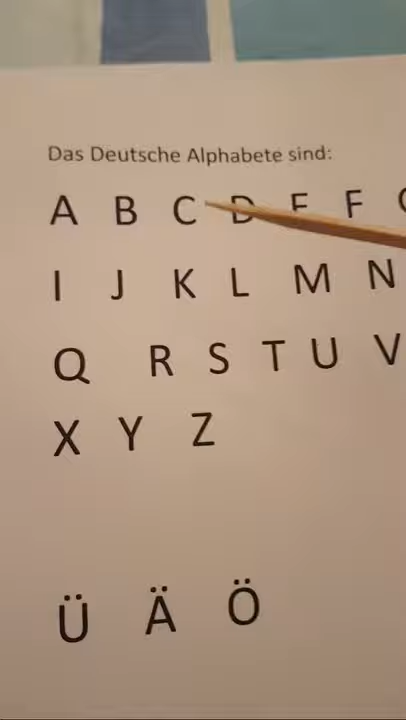 Das Deutsche Alphabete sind:
A B C D E F
I J K L M N
Q R S T U V
X Y Z
Ü Ä Ö